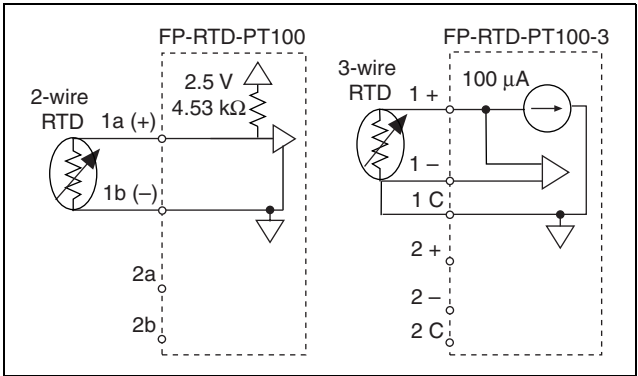 FP-RTD-PT100
2-wire
RTD
2.5 V
4.53 kΩ
1a (+)
1b (–)
2a
2b
FP-RTD-PT100-3
3-wire
RTD
100 µA
1 +
1 –
1 C
2 +
2 –
2 C